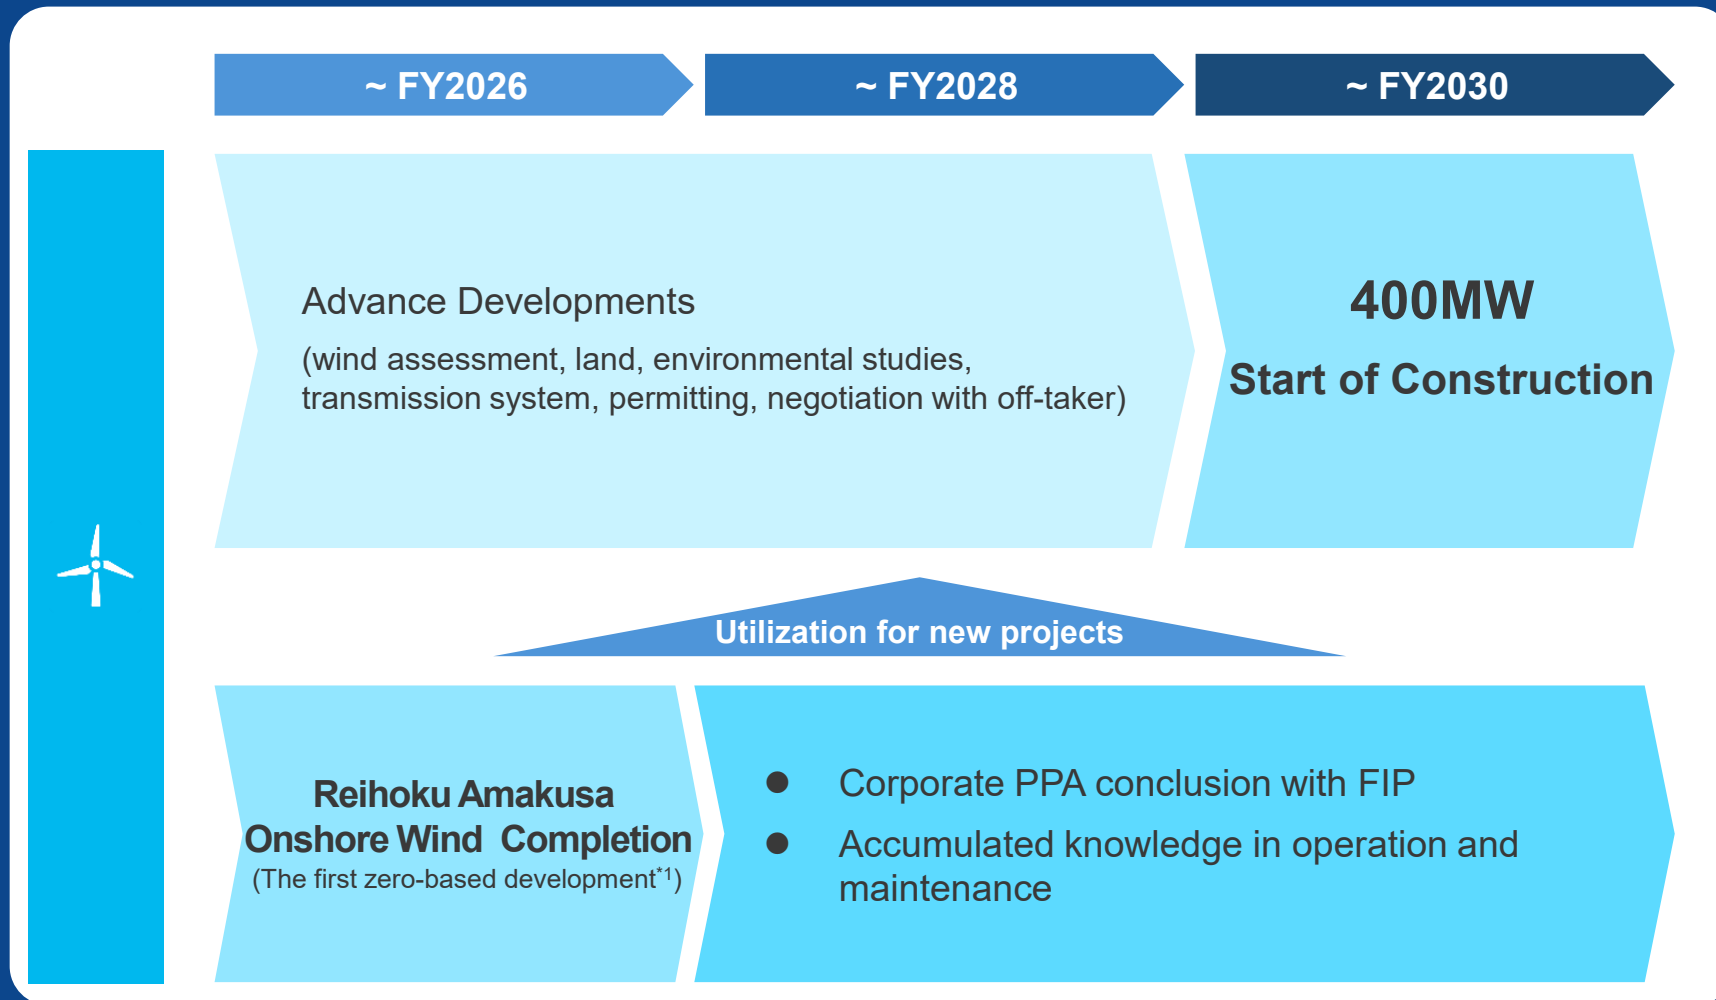 ~ FY2026
~ FY2028
~ FY2030
Advance Developments
(wind assessment, land, environmental studies,
transmission system, permitting, negotiation with off-taker)
400MW
Start of Construction
Utilization for new projects
Reihoku Amakusa
Onshore Wind Completion
(The first zero-based development*1)
● Corporate PPA conclusion with FIP
● Accumulated knowledge in operation and
maintenance